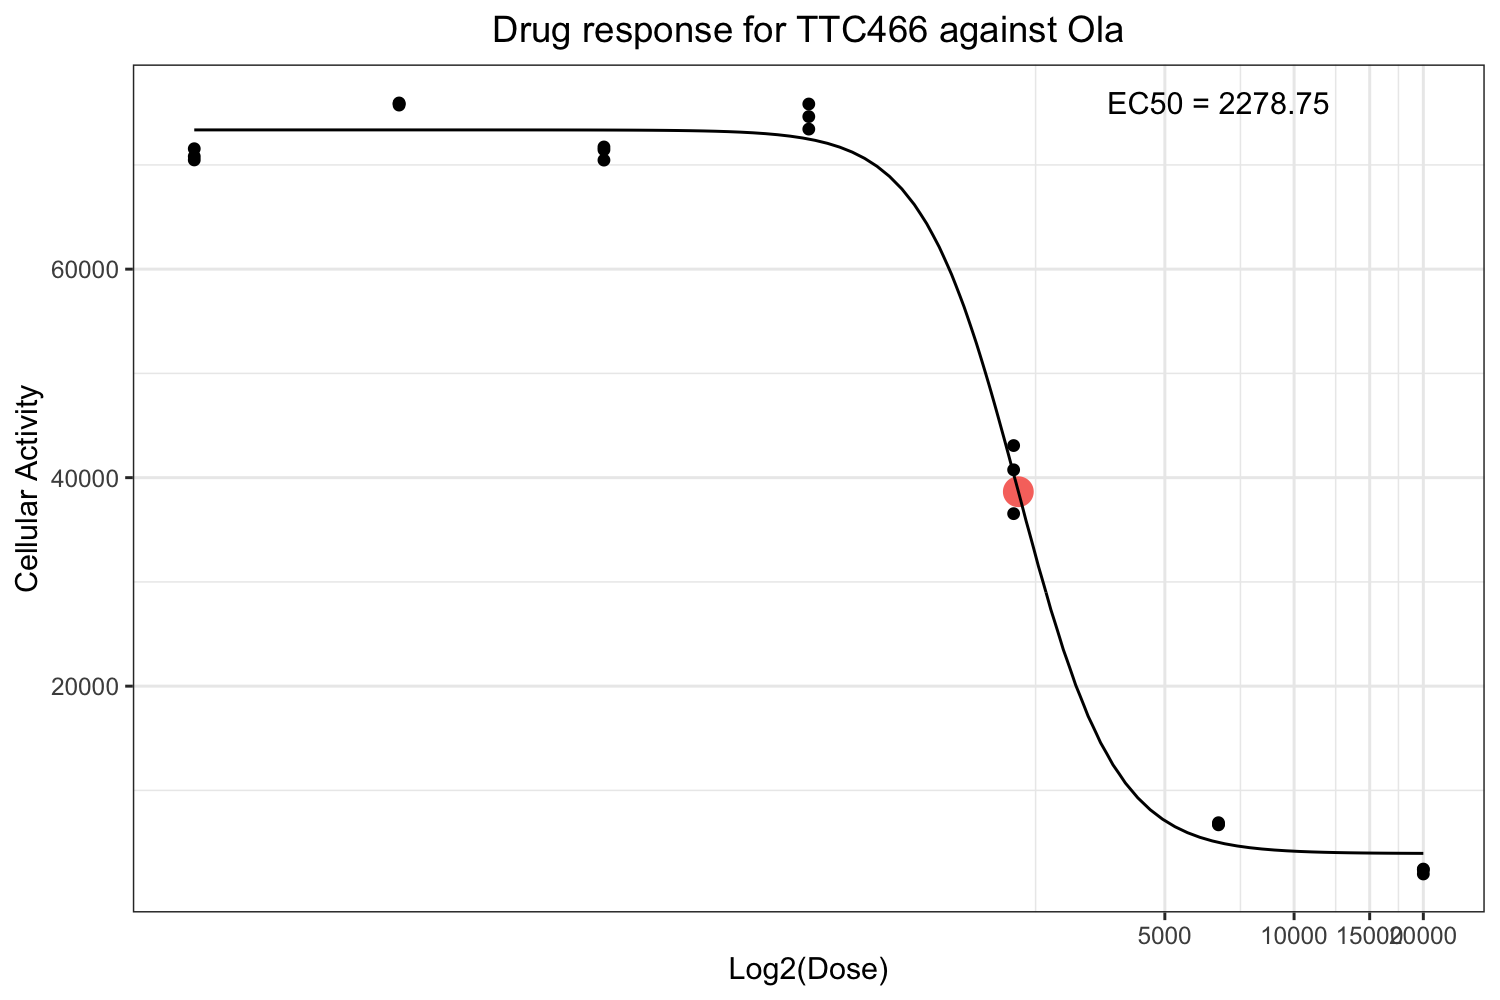 Drug response for TTC466 against Ola
EC50 = 2278.75
60000
40000
20000
Cellular Activity
5000 10000 15000 20000
Log2(Dose)